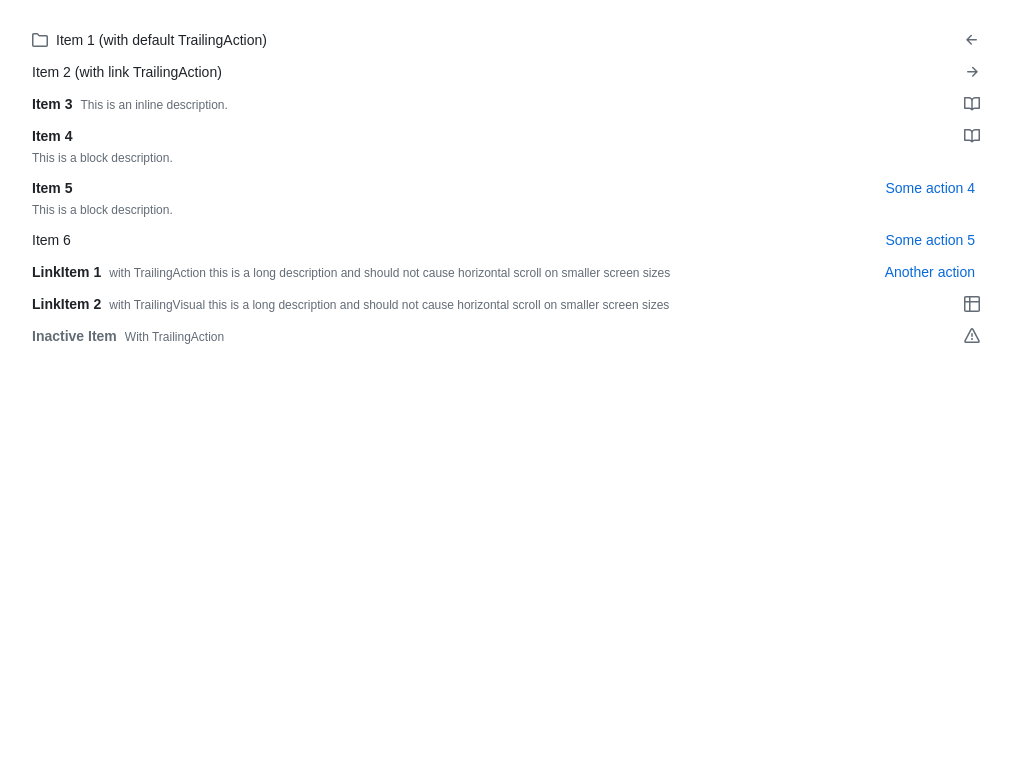 Item 1 (with default TrailingAction)
Item 2 (with link TrailingAction)
Item 3 This is an inline description.
Item 4
This is a block description.
Item 5 Some action 4
This is a block description.
Item 6 Some action 5
LinkItem 1 with TrailingAction this is a long description and should not cause horizontal scroll on smaller screen sizes Another action
LinkItem 2 with TrailingVisual this is a long description and should not cause horizontal scroll on smaller screen sizes
Inactive Item With TrailingAction